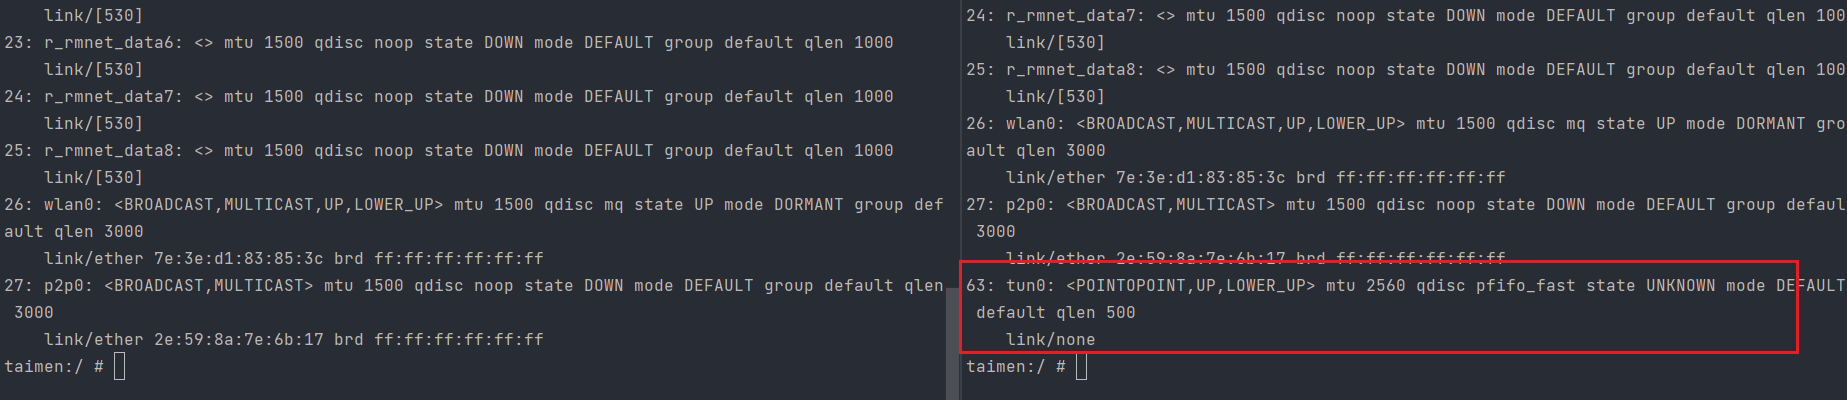 link/[530]
23: r_rmnet_data6: <> mtu 1500 qdisc noop state DOWN mode DEFAULT group default qlen 1000
link/[530]
24: r_rmnet_data7: <> mtu 1500 qdisc noop state DOWN mode DEFAULT group default qlen 1000
link/[530]
25: r_rmnet_data8: <> mtu 1500 qdisc noop state DOWN mode DEFAULT group default qlen 1000
link/[530]
26: wlan0: <BROADCAST,MULTICAST,UP,LOWER_UP> mtu 1500 qdisc mq state UP mode DORMANT group def
ault qlen 3000
link/ether 7e:3e:d1:83:85:3c brd ff:ff:ff:ff:ff:ff
27: p2p0: <BROADCAST,MULTICAST> mtu 1500 qdisc noop state DOWN mode DEFAULT group default qlen
3000
link/ether 2e:59:8a:7e:6b:17 brd ff:ff:ff:ff:ff:ff
taimen:/ #
24: r_rmnet_data7: <> mtu 1500 qdisc noop state DOWN mode DEFAULT group default qlen 100
link/[530]
25: r_rmnet_data8: <> mtu 1500 qdisc noop state DOWN mode DEFAULT group default qlen 100
link/[530]
26: wlan0: <BROADCAST,MULTICAST,UP,LOWER_UP> mtu 1500 qdisc mq state UP mode DORMANT gro
ault qlen 3000
link/ether 7e:3e:d1:83:85:3c brd ff:ff:ff:ff:ff:ff
27: p2p0: <BROADCAST,MULTICAST> mtu 1500 qdisc noop state DOWN mode DEFAULT group defaul
3000
link/ether 2e:59:8a:7e:6b:17 brd ff:ff:ff:ff:ff:ff
63: tun0: <POINTOPOINT,UP,LOWER_UP> mtu 2560 qdisc pfifo_fast state UNKNOWN mode DEFAULT
default qlen 500
link/none
taimen:/ #